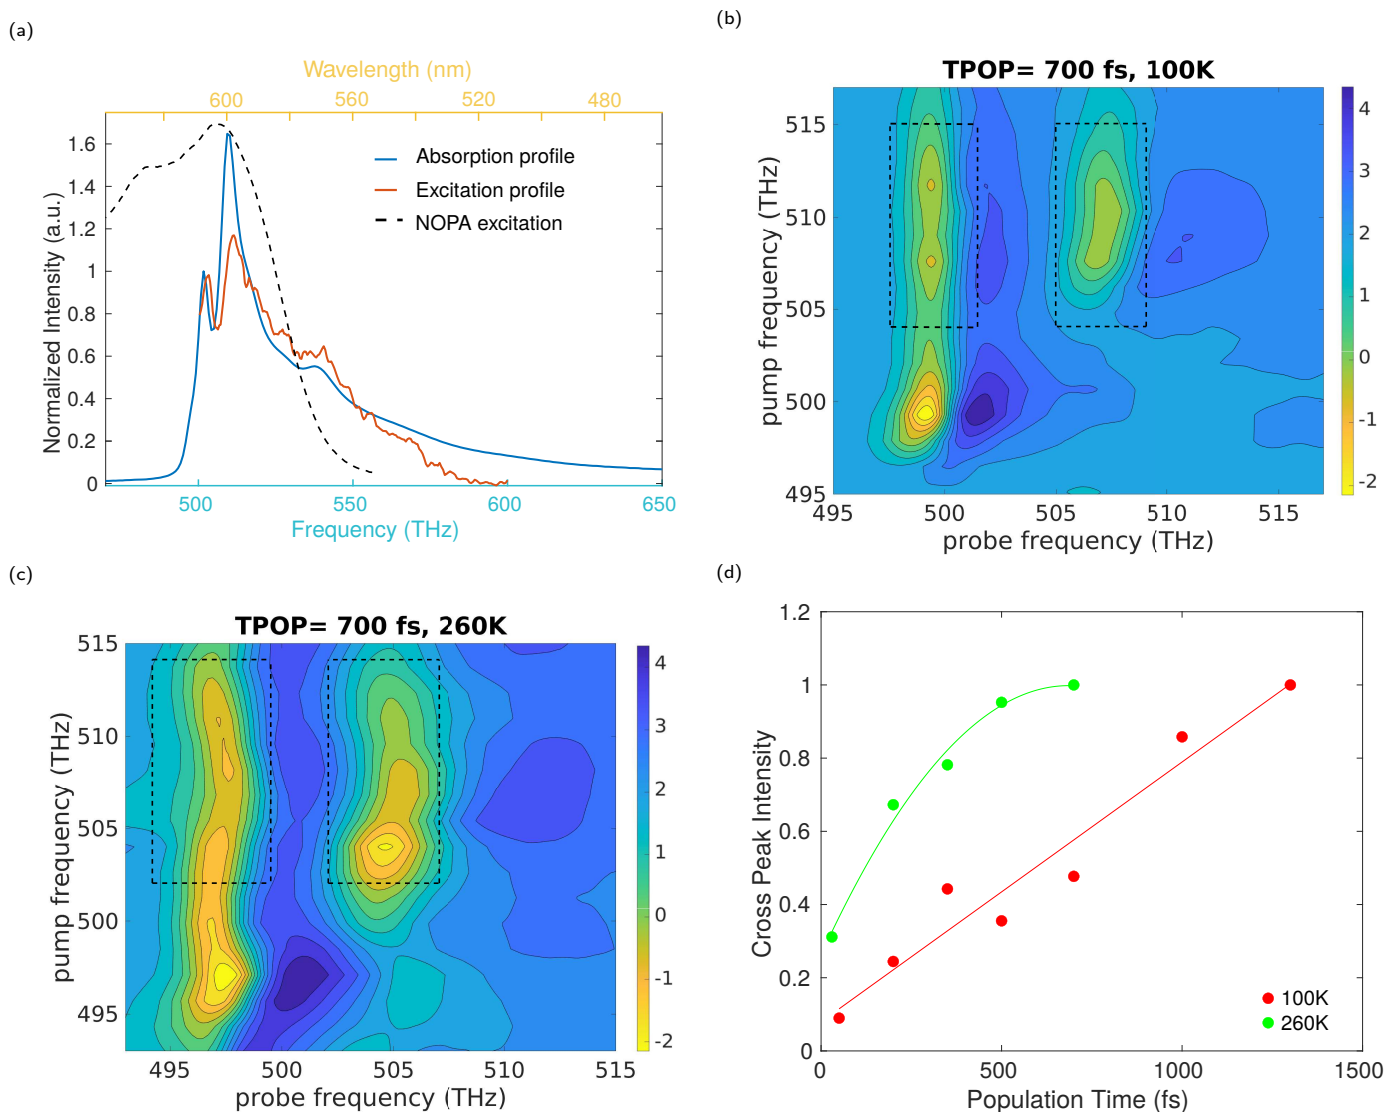 (a)
Wavelength (nm)
600 560 520 480
1.6
1.4
1.2
1
0.8
0.6
0.4
0.2
0
Normalized Intensity (a.u.)
Absorption profile
Excitation profile
NOPA excitation
500 550 600 650
Frequency (THz)
(b)
TPOP= 700 fs, 100K
515
510
505
500
495
pump frequency (THz)
495 500 505 510 515
probe frequency (THz)
4
3
2
1
0
-1
-2
(c)
TPOP= 700 fs, 260K
515
510
505
500
495
pump frequency (THz)
495 500 505 510 515
probe frequency (THz)
4
3
2
1
0
-1
-2
(d)
1.2
1
0.8
0.6
0.4
0.2
0
Cross Peak Intensity
100K
260K
0 500 1000 1500
Population Time (fs)